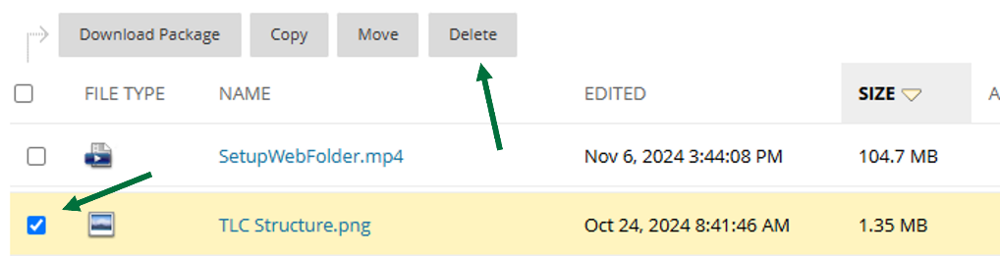 Download Package Copy Move Delete
FILE TYPE NAME EDITED SIZE A
SetupWebFolder.mp4 Nov 6, 2024 3:44:08 PM 104.7 MB
TLC Structure.png Oct 24, 2024 8:41:46 AM 1.35 MB